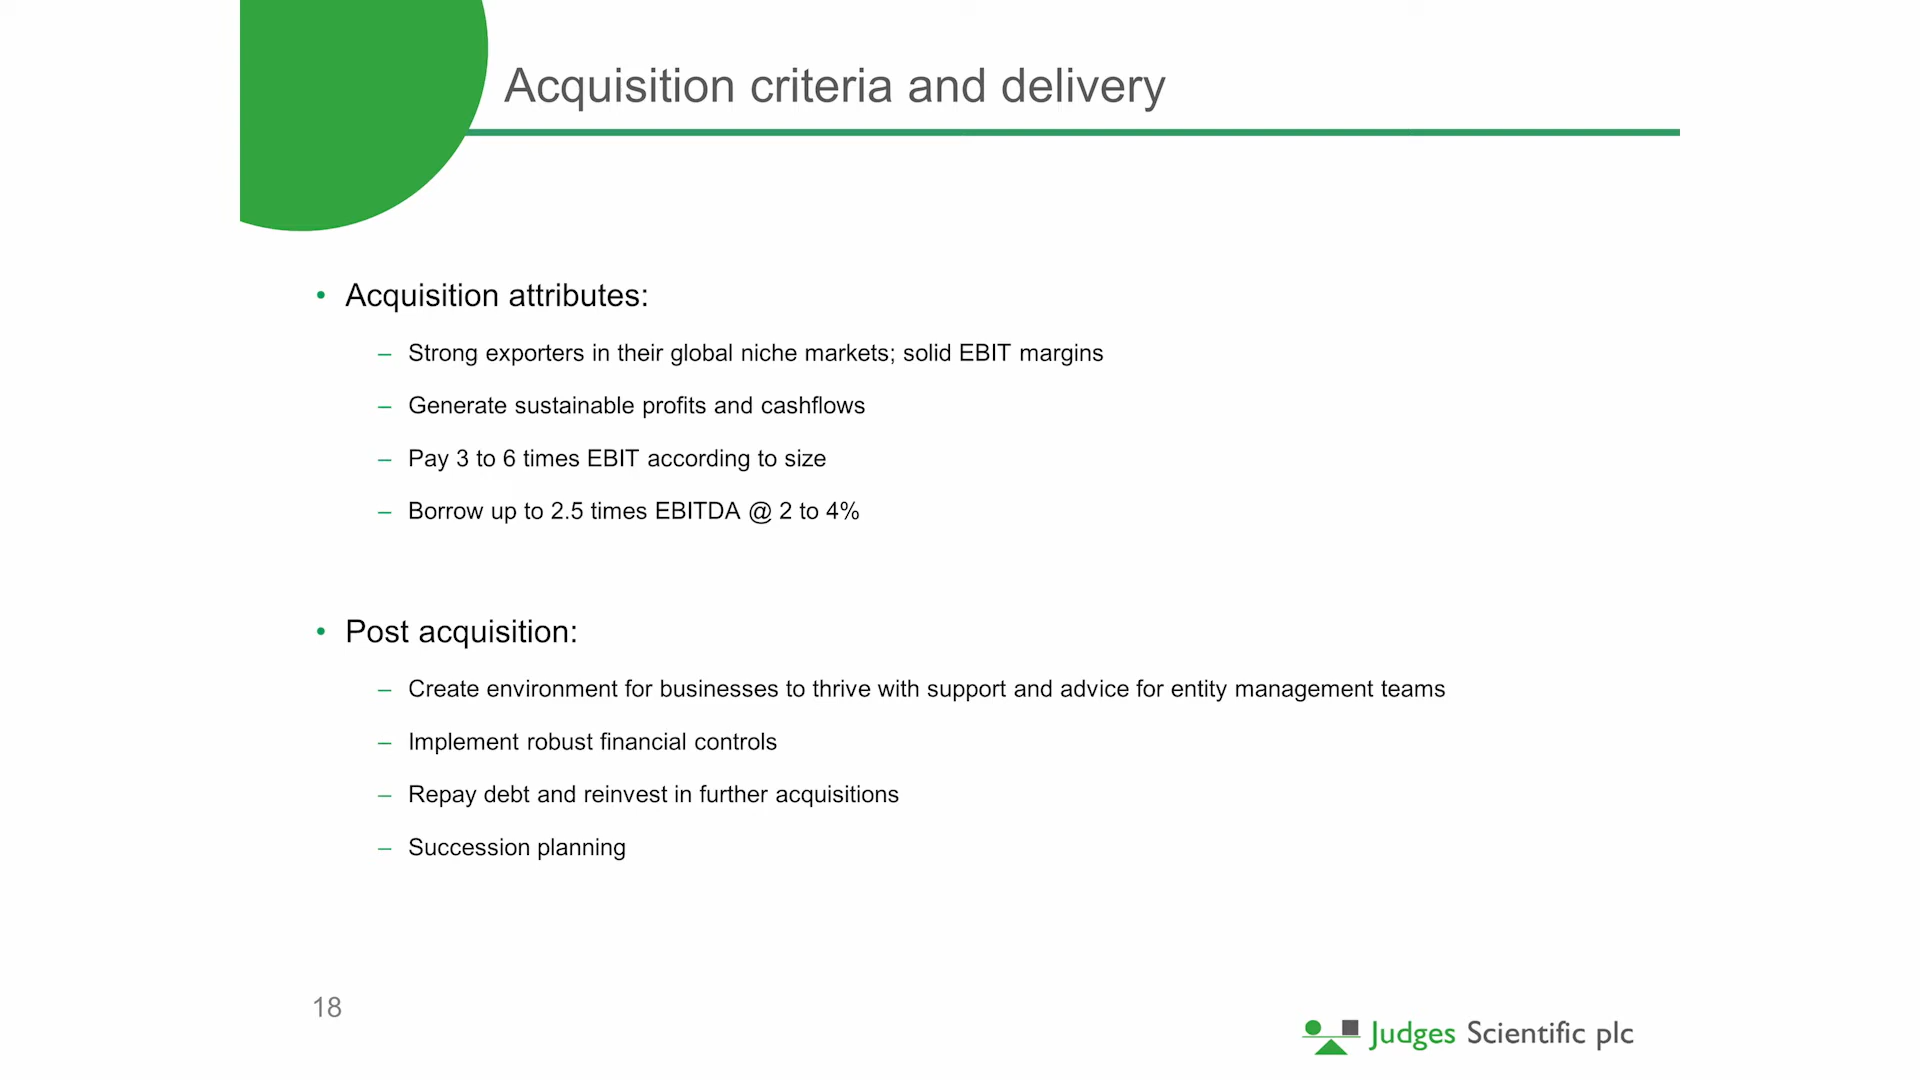 Acquisition criteria and delivery
• Acquisition attributes:
– Strong exporters in their global niche markets; solid EBIT margins
– Generate sustainable profits and cashflows
– Pay 3 to 6 times EBIT according to size
– Borrow up to 2.5 times EBITDA @ 2 to 4%
• Post acquisition:
– Create environment for businesses to thrive with support and advice for entity management teams
– Implement robust financial controls
– Repay debt and reinvest in further acquisitions
– Succession planning
18
Judges Scientific plc